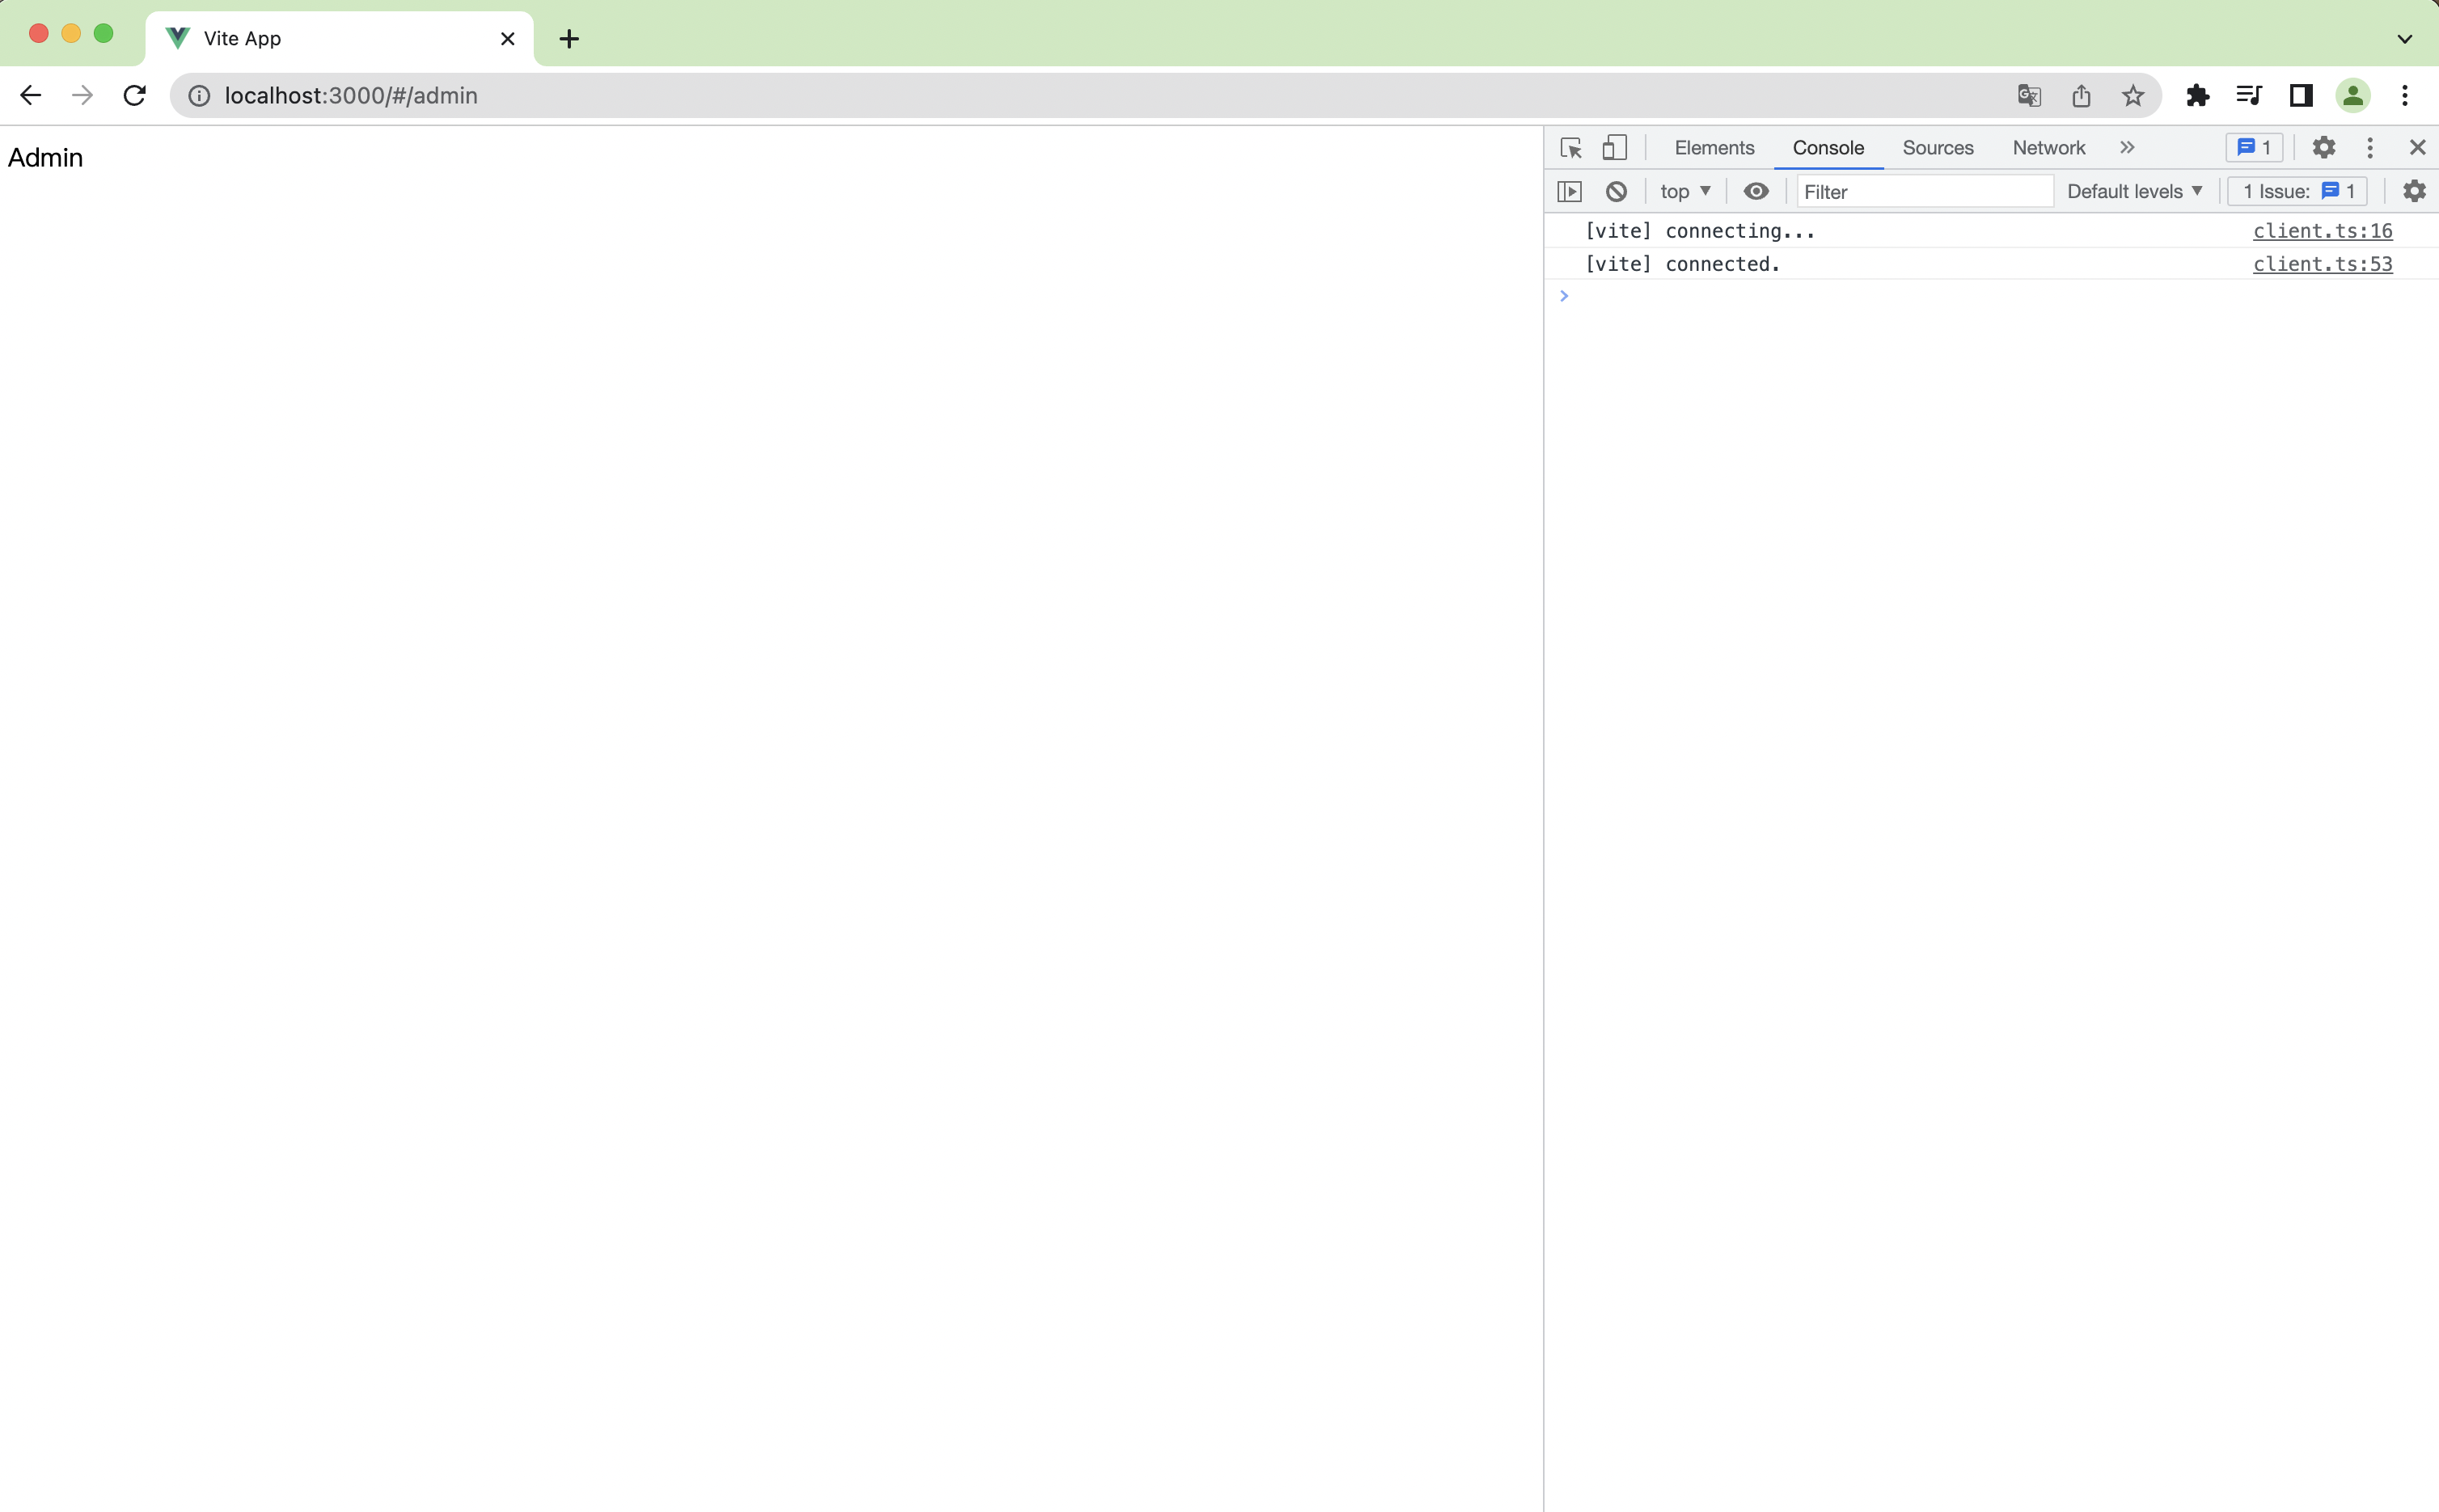 Vite App
localhost:3000/#/admin
Admin
Elements Console Sources Network 1
top Filter Default levels 1 Issue: 1
[vite] connecting... client.ts:16
[vite] connected. client.ts:53